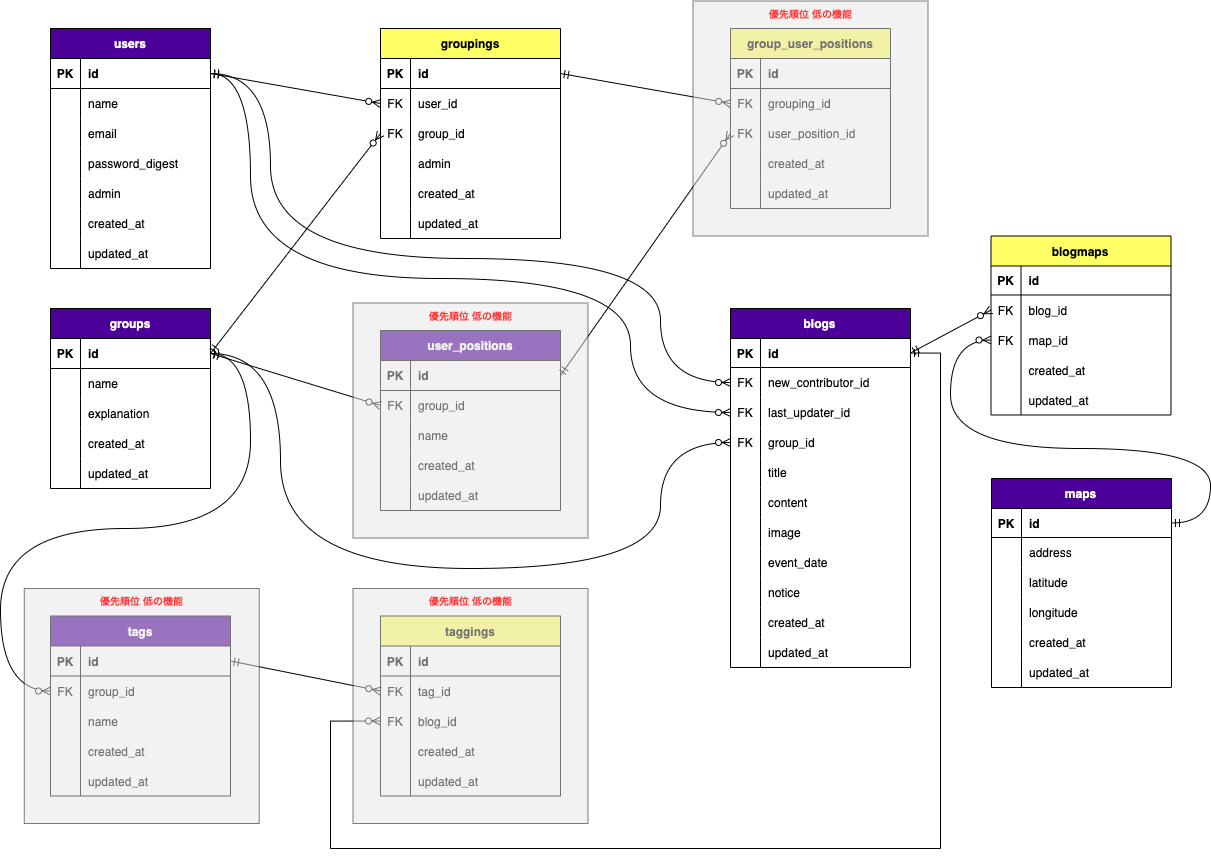 users
PK id
name
email
password_digest
admin
created_at
updated_at
groupings
PK id
FK user_id
FK group_id
admin
created_at
updated_at
優先順位 低の機能
group_user_positions
PK id
FK grouping_id
FK user_position_id
created_at
updated_at
groups
PK id
name
explanation
created_at
updated_at
優先順位 低の機能
user_positions
PK id
FK group_id
name
created_at
updated_at
blogs
PK id
FK new_contributor_id
FK last_updater_id
FK group_id
title
content
image
event_date
notice
created_at
updated_at
blogmaps
PK id
FK blog_id
FK map_id
created_at
updated_at
maps
PK id
address
latitude
longitude
created_at
updated_at
優先順位 低の機能
tags
PK id
FK group_id
name
created_at
updated_at
優先順位 低の機能
taggings
PK id
FK tag_id
FK blog_id
created_at
updated_at